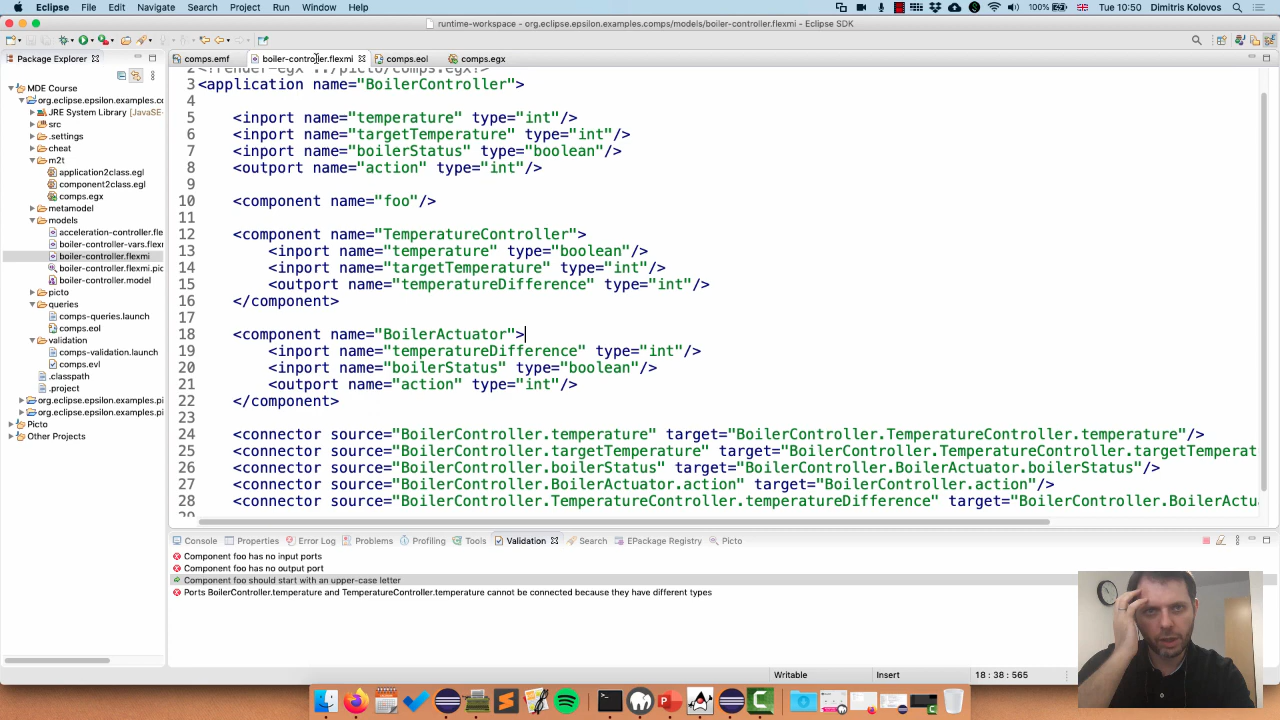 Eclipse File Edit Navigate Search Project Run Window Help 100% Tue 10:50 Dimitris Kolovos
runtime-workspace - org.eclipse.epsilon.examples.comps/models/boiler-controller.flexmi - Eclipse SDK
Package Explorer comps.emf boiler-controller.flexmi comps.eol comps.egx
MDE Course
org.eclipse.epsilon.examples.cc
JRE System Library [JavaSE-
src
.settings
cheat
m2t
application2class.egl
component2class.egl
comps.egx
metamodel
models
acceleration-controller.fle
boiler-controller-vars.flexn
boiler-controller.flexmi
boiler-controller.flexmi.pic
boiler-controller.model
picto
queries
comps-queries.launch
comps.eol
validation
comps-validation.launch
comps.evl
.classpath
.project
org.eclipse.epsilon.examples.pi
org.eclipse.epsilon.examples.pi
Picto
Other Projects
2 <?render-egx ../picto/comps.egx?>
3 <application name="BoilerController">
4
5 <inport name="temperature" type="int"/>
6 <inport name="targetTemperature" type="int"/>
7 <inport name="boilerStatus" type="boolean"/>
8 <outport name="action" type="int"/>
9
10 <component name="foo"/>
11
12 <component name="TemperatureController">
13 <inport name="temperature" type="boolean"/>
14 <inport name="targetTemperature" type="int"/>
15 <outport name="temperatureDifference" type="int"/>
16 </component>
17
18 <component name="BoilerActuator">
19 <inport name="temperatureDifference" type="int"/>
20 <inport name="boilerStatus" type="boolean"/>
21 <outport name="action" type="int"/>
22 </component>
23
24 <connector source="BoilerController.temperature" target="BoilerController.TemperatureController.temperature"/>
25 <connector source="BoilerController.targetTemperature" target="BoilerController.TemperatureController.targetTemperat
26 <connector source="BoilerController.boilerStatus" target="BoilerController.BoilerActuator.boilerStatus"/>
27 <connector source="BoilerController.BoilerActuator.action" target="BoilerController.action"/>
28 <connector source="BoilerController.TemperatureController.temperatureDifference" target="BoilerController.BoilerActua
29
Console Properties Error Log Problems Profiling Tools Validation Search EPackage Registry Picto
Component foo has no input ports
Component foo has no output port
Component foo should start with an upper-case letter
Ports BoilerController.temperature and TemperatureController.temperature cannot be connected because they have different types
Writable Insert 18 : 38 : 565